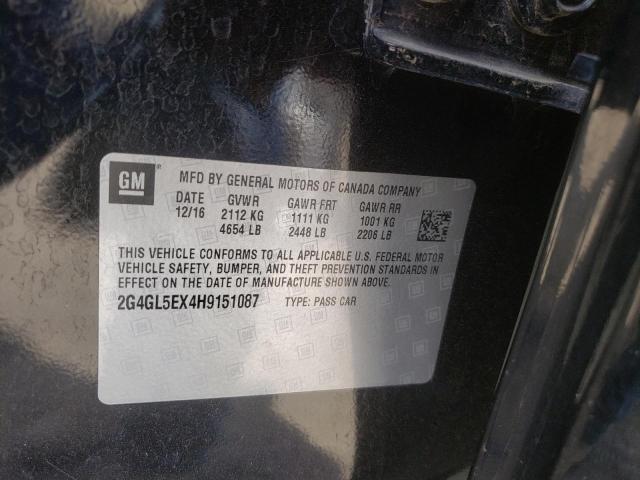 GM
MFD BY GENERAL MOTORS OF CANADA COMPANY
DATE GVWR GAWR FRT GAWR RR
12/16 2112 KG 1111 KG 1001 KG
4654 LB 2448 LB 2206 LB
THIS VEHICLE CONFORMS TO ALL APPLICABLE U.S. FEDERAL MOTOR
VEHICLE SAFETY, BUMPER, AND THEFT PREVENTION STANDARDS IN
EFFECT ON THE DATE OF MANUFACTURE SHOWN ABOVE.
2G4GL5EX4H9151087 TYPE: PASS CAR